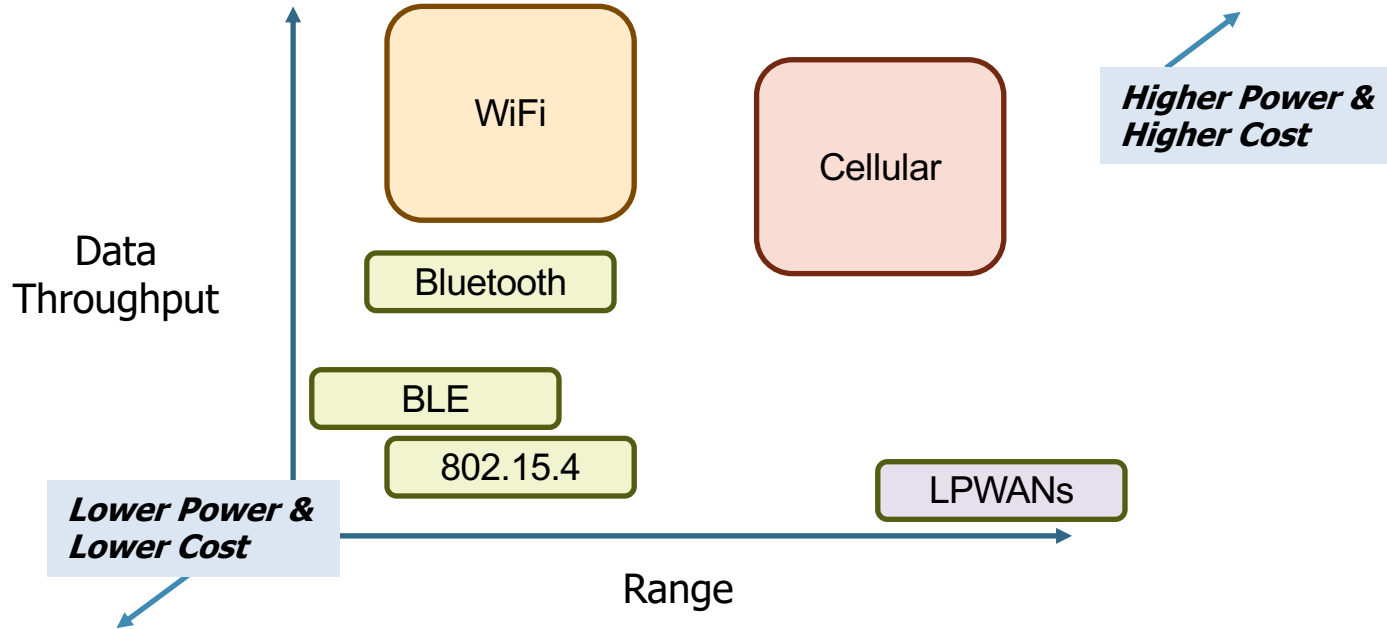 WiFi
Higher Power &
Higher Cost
Cellular
Data
Throughput
Bluetooth
BLE
802.15.4
LPWANs
Lower Power &
Lower Cost
Range